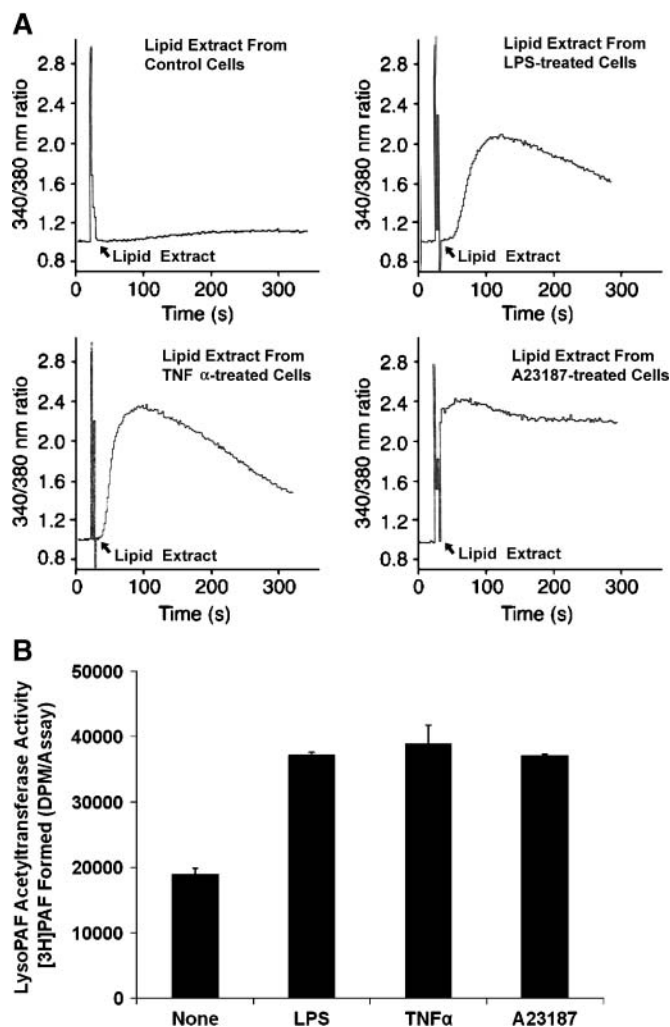 A
Lipid Extract From
Control Cells
340/380 nm ratio
2.8
2.4
2.0
1.6
1.2
0.8
Lipid Extract
0 100 200 300
Time (s)
Lipid Extract From
LPS-treated Cells
340/380 nm ratio
2.8
2.4
2.0
1.6
1.2
0.8
Lipid Extract
0 100 200 300
Time (s)
Lipid Extract From
TNF α-treated Cells
340/380 nm ratio
2.8
2.4
2.0
1.6
1.2
0.8
Lipid Extract
0 100 200 300
Time (s)
Lipid Extract From
A23187-treated Cells
340/380 nm ratio
2.8
2.4
2.0
1.6
1.2
0.8
Lipid Extract
0 100 200 300
Time (s)
B
LysoPAF Acetyltransferase Activity
[3H]PAF Formed (DPM/Assay)
50000
40000
30000
20000
10000
0
None LPS TNFα A23187